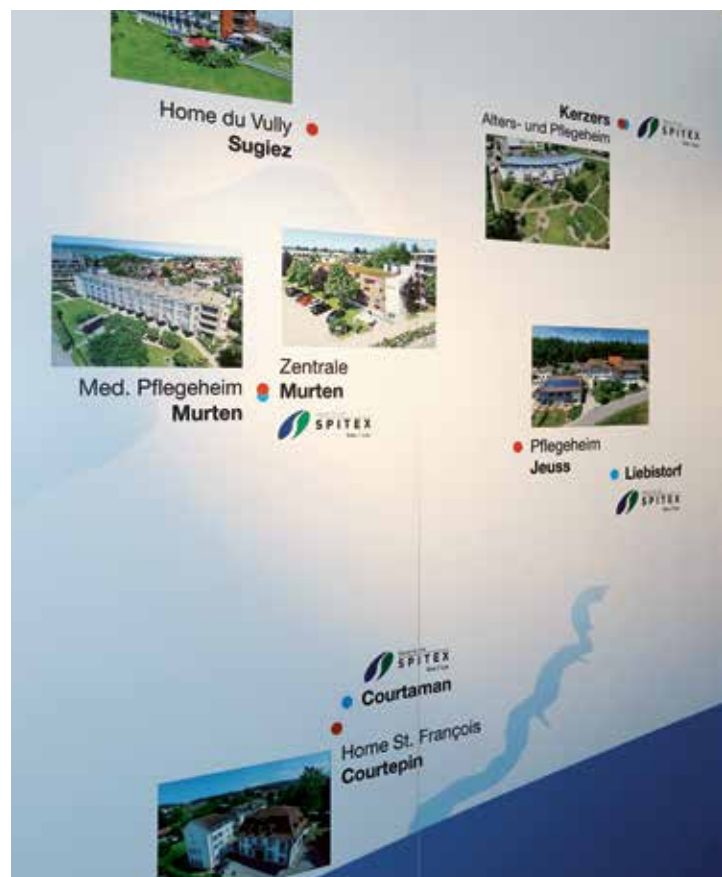 Home du Vully
Sugiez
Kerzers
Alters- und Pflegeheim
SPITEX
Med. Pflegeheim
Murten
Zentrale
Murten
SPITEX
Pflegeheim
Jeuss
Liebistorf
SPITEX
SPITEX
Courtaman
Home St. François
Courtepin